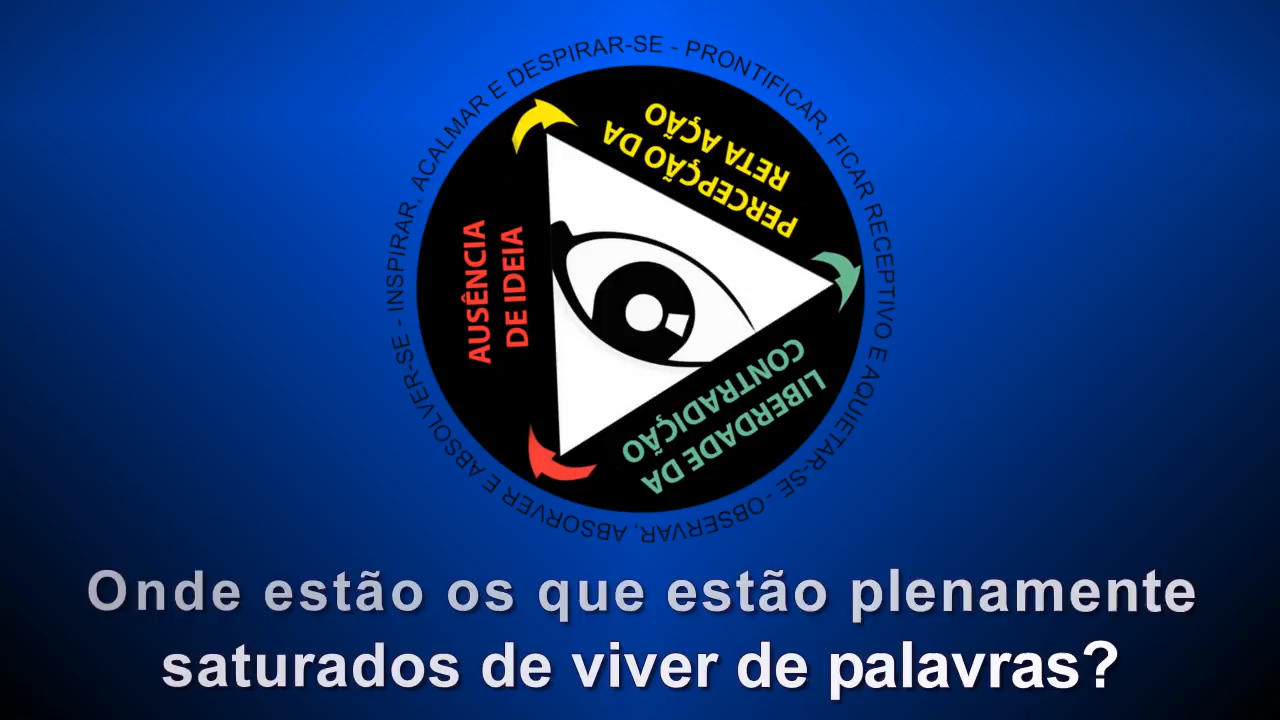 INSPIRAR, ACALMAR E DESPIRAR-SE - PRONTIFICAR, FICAR RECEPTIVO E AQUIETAR-SE - OBSERVAR, ABSORVER E ABSOLVER-SE -
PERCEPÇÃO DA
RETA AÇÃO
AUSÊNCIA
DE IDEIA
LIBERDADE DA
CONTRADIÇÃO
Onde estão os que estão plenamente
saturados de viver de palavras?